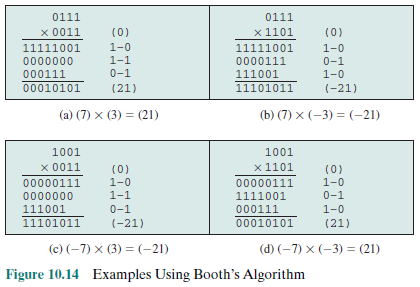 0111
× 0011 (0)
11111001 1–0
0000000 1–1
000111 0–1
00010101 (21)
(a) (7) × (3) = (21)
0111
× 1101 (0)
11111001 1–0
0000111 0–1
111001 1–0
11101011 (–21)
(b) (7) × (–3) = (–21)
1001
× 0011 (0)
00000111 1–0
0000000 1–1
111001 0–1
11101011 (–21)
(c) (–7) × (3) = (–21)
1001
× 1101 (0)
00000111 1–0
1111001 0–1
000111 1–0
00010101 (21)
(d) (–7) × (–3) = (21)
Figure 10.14 Examples Using Booth’s Algorithm